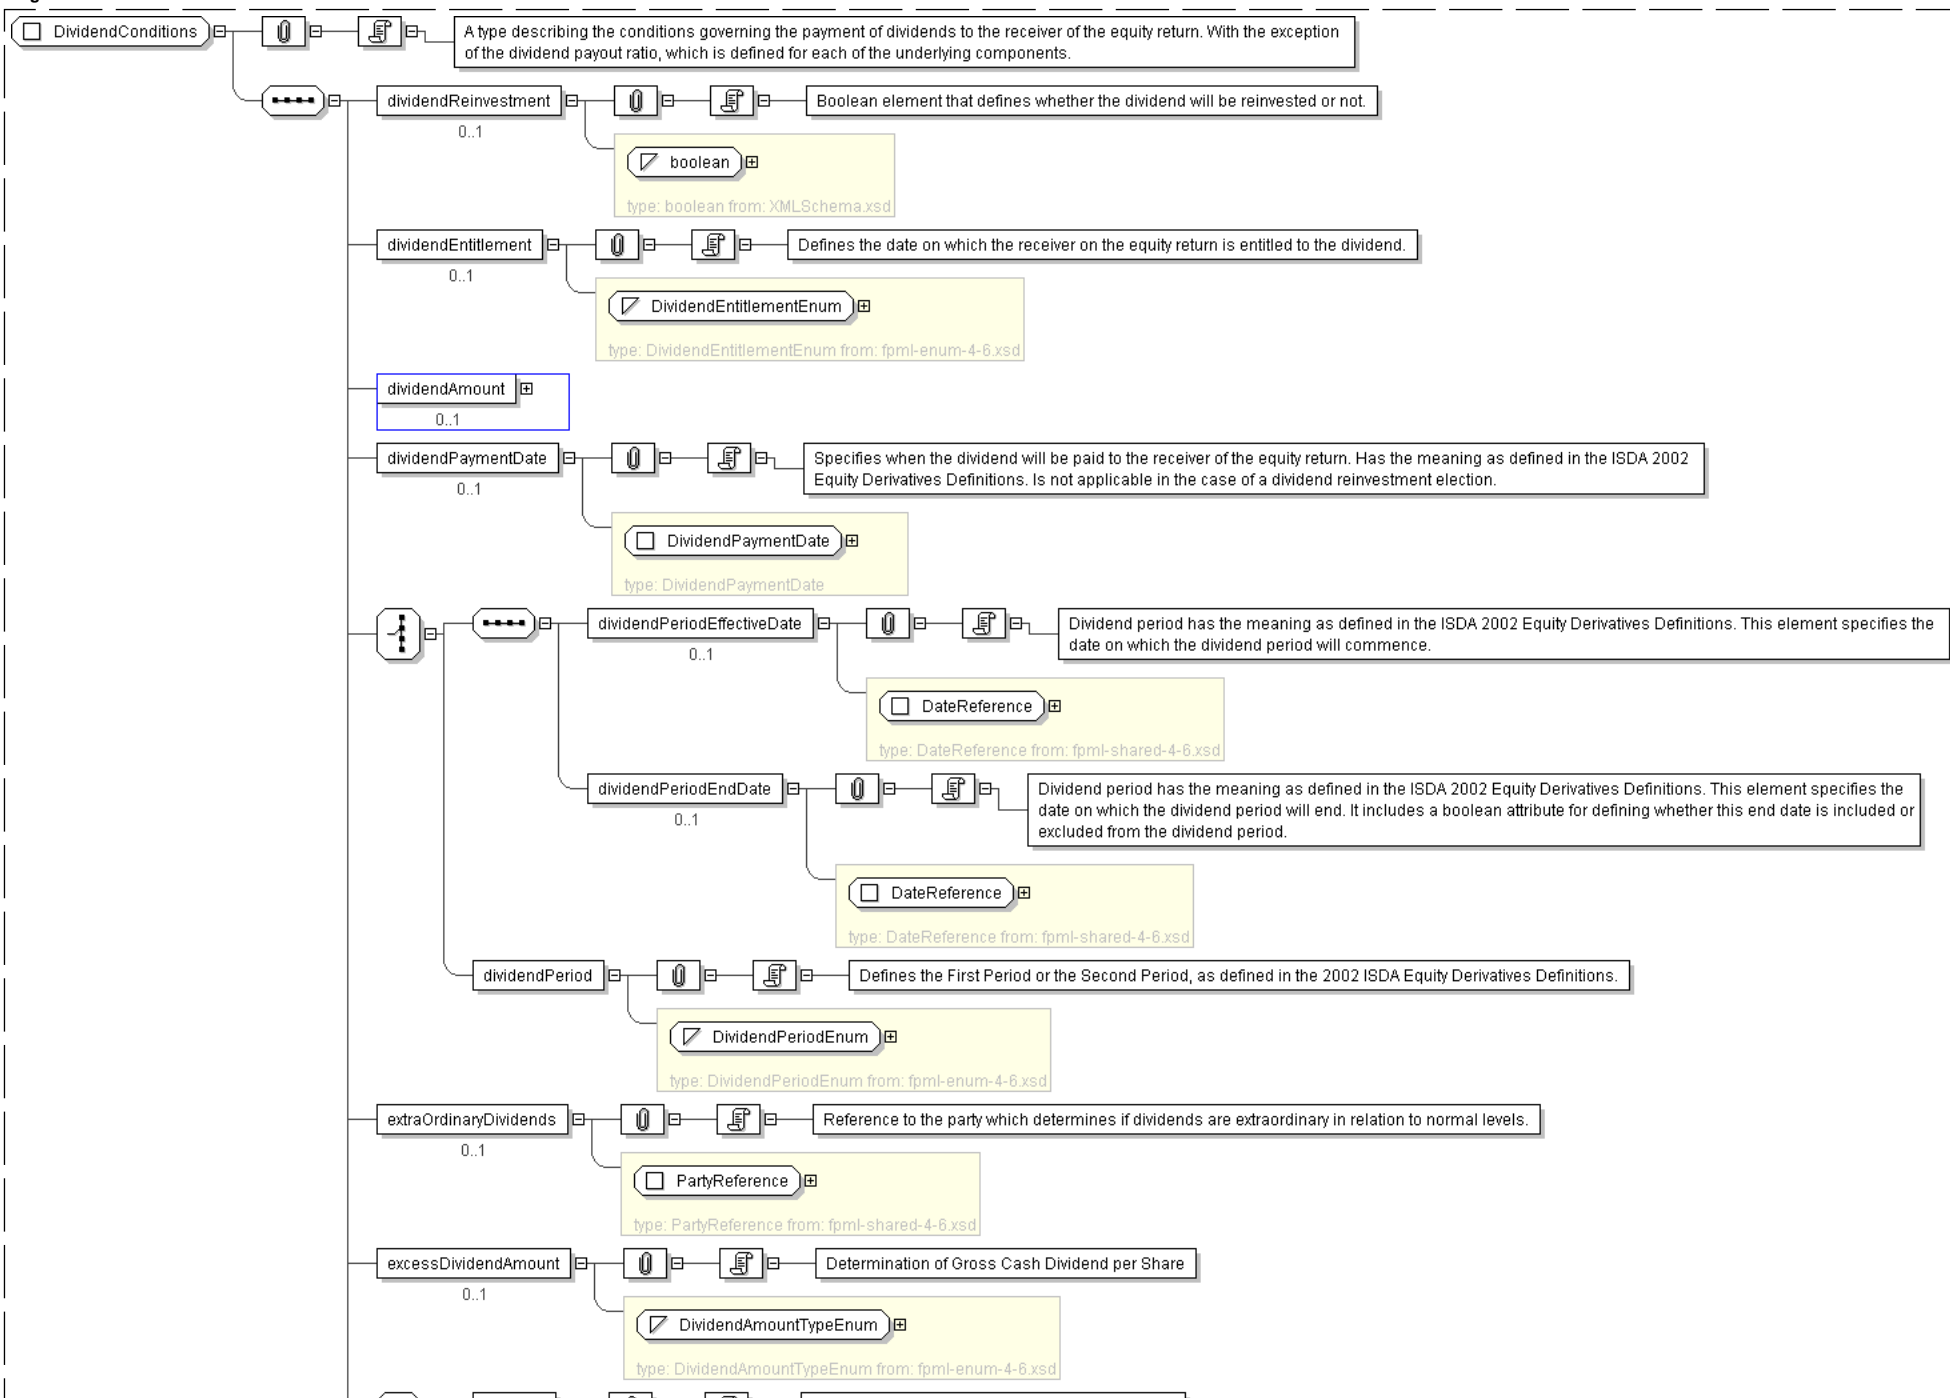 DividendConditions
A type describing the conditions governing the payment of dividends to the receiver of the equity return. With the exception
of the dividend payout ratio, which is defined for each of the underlying components.
dividendReinvestment
Boolean element that defines whether the dividend will be reinvested or not.
0..1
boolean
type: boolean from: XMLSchema.xsd
dividendEntitlement
Defines the date on which the receiver on the equity return is entitled to the dividend.
0..1
DividendEntitlementEnum
type: DividendEntitlementEnum from: fpml-enum-4-6.xsd
dividendAmount
0..1
dividendPaymentDate
Specifies when the dividend will be paid to the receiver of the equity return. Has the meaning as defined in the ISDA 2002
Equity Derivatives Definitions. Is not applicable in the case of a dividend reinvestment election.
0..1
DividendPaymentDate
type: DividendPaymentDate
dividendPeriodEffectiveDate
Dividend period has the meaning as defined in the ISDA 2002 Equity Derivatives Definitions. This element specifies the
date on which the dividend period will commence.
0..1
DateReference
type: DateReference from: fpml-shared-4-6.xsd
dividendPeriodEndDate
Dividend period has the meaning as defined in the ISDA 2002 Equity Derivatives Definitions. This element specifies the
date on which the dividend period will end. It includes a boolean attribute for defining whether this end date is included or
excluded from the dividend period.
0..1
DateReference
type: DateReference from: fpml-shared-4-6.xsd
dividendPeriod
Defines the First Period or the Second Period, as defined in the 2002 ISDA Equity Derivatives Definitions.
DividendPeriodEnum
type: DividendPeriodEnum from: fpml-enum-4-6.xsd
extraOrdinaryDividends
Reference to the party which determines if dividends are extraordinary in relation to normal levels.
0..1
PartyReference
type: PartyReference from: fpml-shared-4-6.xsd
excessDividendAmount
Determination of Gross Cash Dividend per Share
0..1
DividendAmountTypeEnum
type: DividendAmountTypeEnum from: fpml-enum-4-6.xsd